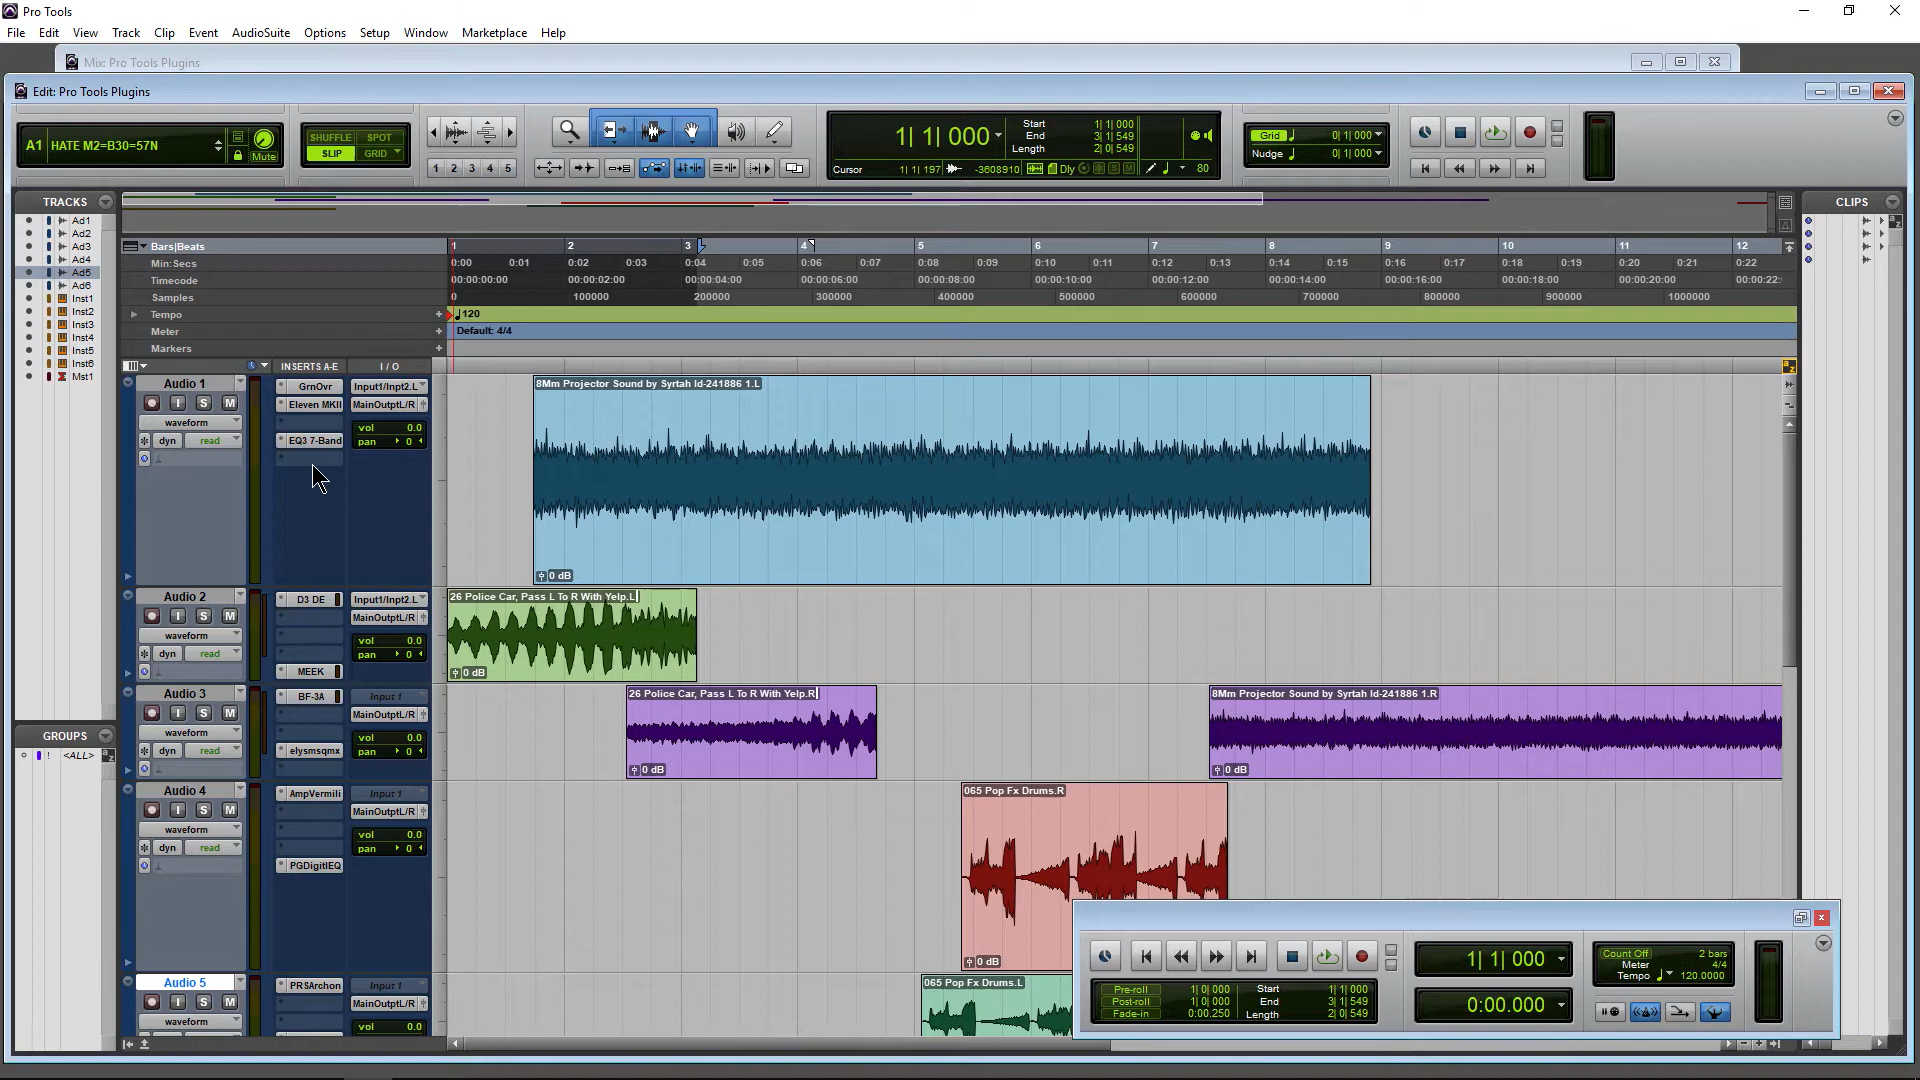 Pro Tools
File Edit View Track Clip Event AudioSuite Options Setup Window Marketplace Help
Mix: Pro Tools Plugins
Edit: Pro Tools Plugins
A1 HATE M2=B30=57N Mute
SHUFFLE SPOT
SLIP GRID
1 2 3 4 5
1| 1| 000
Start 1| 1| 000
End 3| 1| 549
Length 2| 0| 549
Cursor 1| 1| 197 -3608910 Dly 80
Grid 0| 1| 000
Nudge 0| 1| 000
TRACKS
Ad1
Ad2
Ad3
Ad4
Ad5
Ad6
Inst1
Inst2
Inst3
Inst4
Inst5
Inst6
Mst1
GROUPS
! <ALL>
CLIPS
Bars|Beats 1 2 3 4 5 6 7 8 9 10 11 12
Min:Secs 0:00 0:01 0:02 0:03 0:04 0:05 0:06 0:07 0:08 0:09 0:10 0:11 0:12 0:13 0:14 0:15 0:16 0:17 0:18 0:19 0:20 0:21 0:22
Timecode 00:00:00:00 00:00:02:00 00:00:04:00 00:00:06:00 00:00:08:00 00:00:10:00 00:00:12:00 00:00:14:00 00:00:16:00 00:00:18:00 00:00:20:00 00:00:22:
Samples 0 100000 200000 300000 400000 500000 600000 700000 800000 900000 1000000
Tempo 120
Meter Default: 4/4
Markers
INSERTS A-E I / O
Audio 1 GrnOvr Input1/Inpt2.L
I S M Eleven MKII MainOutptL/R
waveform vol 0.0
dyn read EQ3 7-Band pan 0
8Mm Projector Sound by Syrtah Id-241886 1.L
0 dB
Audio 2 D3 DE Input1/Inpt2.L
I S M MainOutptL/R
waveform vol 0.0
dyn read pan 0
MEEK
26 Police Car, Pass L To R With Yelp.L
0 dB
Audio 3 BF-3A Input 1
I S M MainOutptL/R
waveform vol 0.0
dyn read elysmsqmx pan 0
26 Police Car, Pass L To R With Yelp.R
0 dB
8Mm Projector Sound by Syrtah Id-241886 1.R
0 dB
Audio 4 AmpVermili Input 1
I S M MainOutptL/R
waveform vol 0.0
dyn read pan 0
PGDigitlEQ
065 Pop Fx Drums.R
0 dB
Audio 5 PRSArchon Input 1
I S M MainOutptL/R
waveform vol 0.0
065 Pop Fx Drums.L
Pre-roll 1| 0| 000 Start 1| 1| 000
Post-roll 1| 0| 000 End 3| 1| 549
Fade-in 0:00.250 Length 2| 0| 549
1| 1| 000
0:00.000
Count Off 2 bars
Meter 4/4
Tempo 120.0000